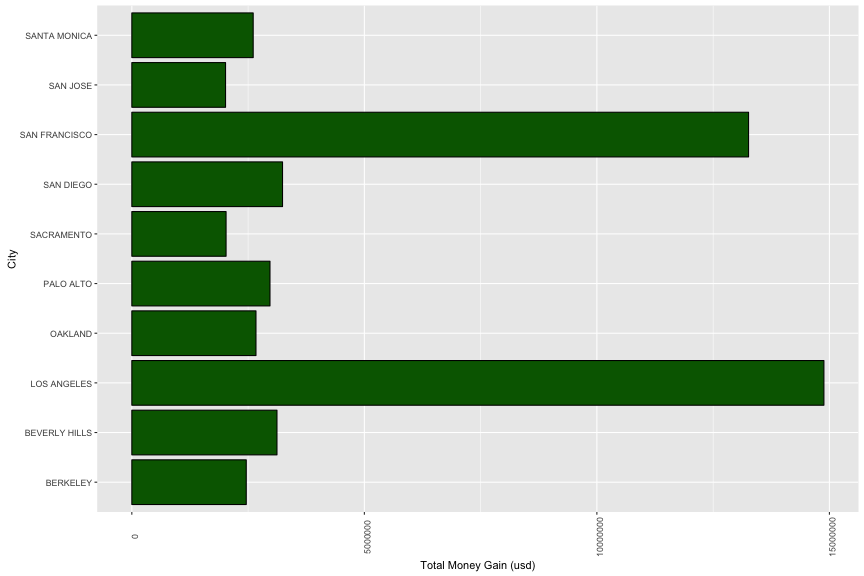 SANTA MONICA
SAN JOSE
SAN FRANCISCO
SAN DIEGO
SACRAMENTO
PALO ALTO
OAKLAND
LOS ANGELES
BEVERLY HILLS
BERKELEY
City
0
5000000
10000000
15000000
Total Money Gain (usd)